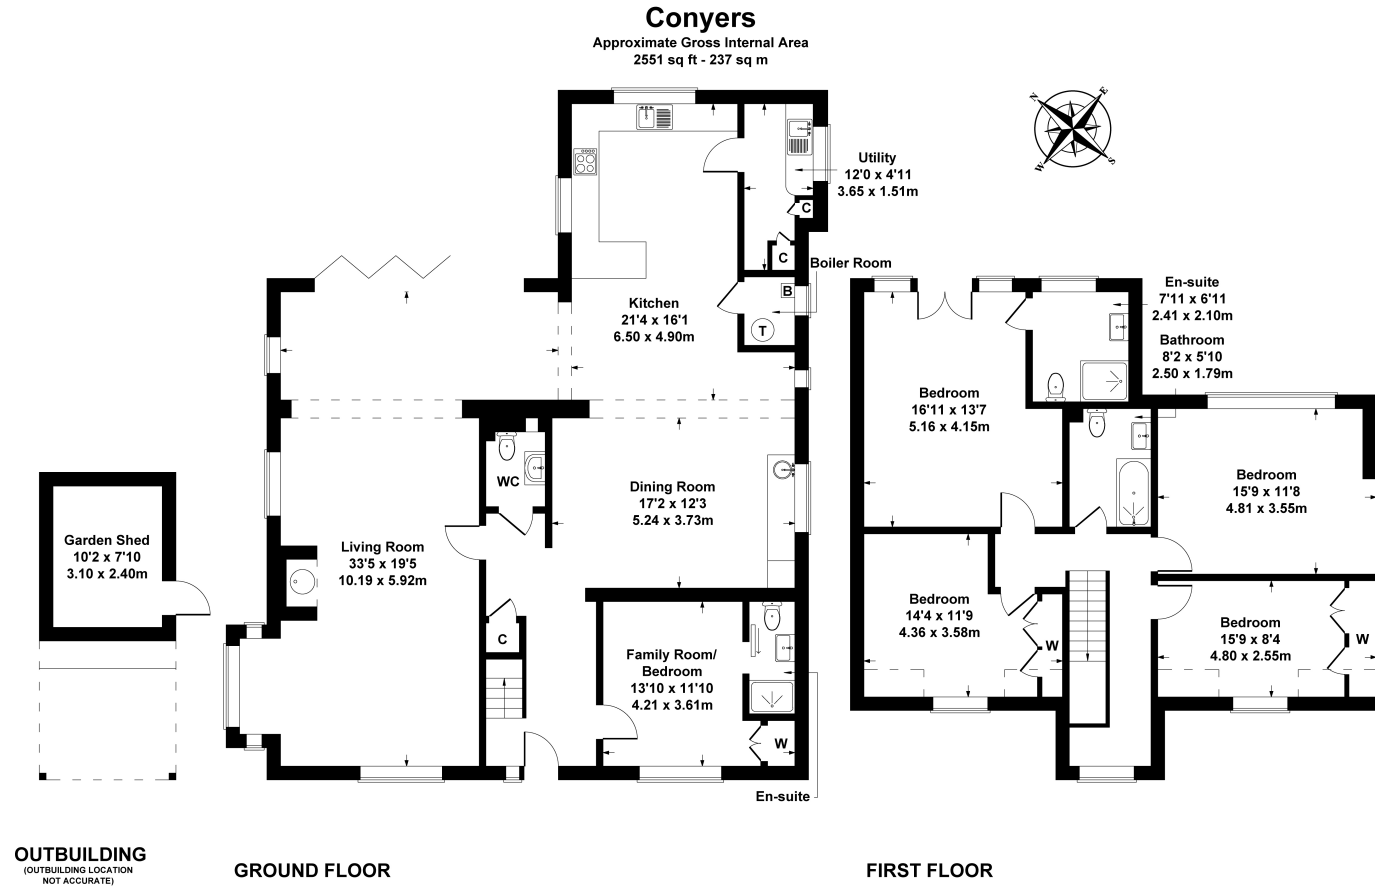 Conyers
Approximate Gross Internal Area
2551 sq ft - 237 sq m
N
E
W
S
Utility
12'0 x 4'11
3.65 x 1.51m
C
C
Boiler Room
B
T
Kitchen
21'4 x 16'1
6.50 x 4.90m
En-suite
7'11 x 6'11
2.41 x 2.10m
Bathroom
8'2 x 5'10
2.50 x 1.79m
Bedroom
16'11 x 13'7
5.16 x 4.15m
WC
Dining Room
17'2 x 12'3
5.24 x 3.73m
Bedroom
15'9 x 11'8
4.81 x 3.55m
Garden Shed
10'2 x 7'10
3.10 x 2.40m
Living Room
33'5 x 19'5
10.19 x 5.92m
C
Bedroom
14'4 x 11'9
4.36 x 3.58m
W
Bedroom
15'9 x 8'4
4.80 x 2.55m
W
Family Room/
Bedroom
13'10 x 11'10
4.21 x 3.61m
W
En-suite
OUTBUILDING
(OUTBUILDING LOCATION
NOT ACCURATE)
GROUND FLOOR
FIRST FLOOR